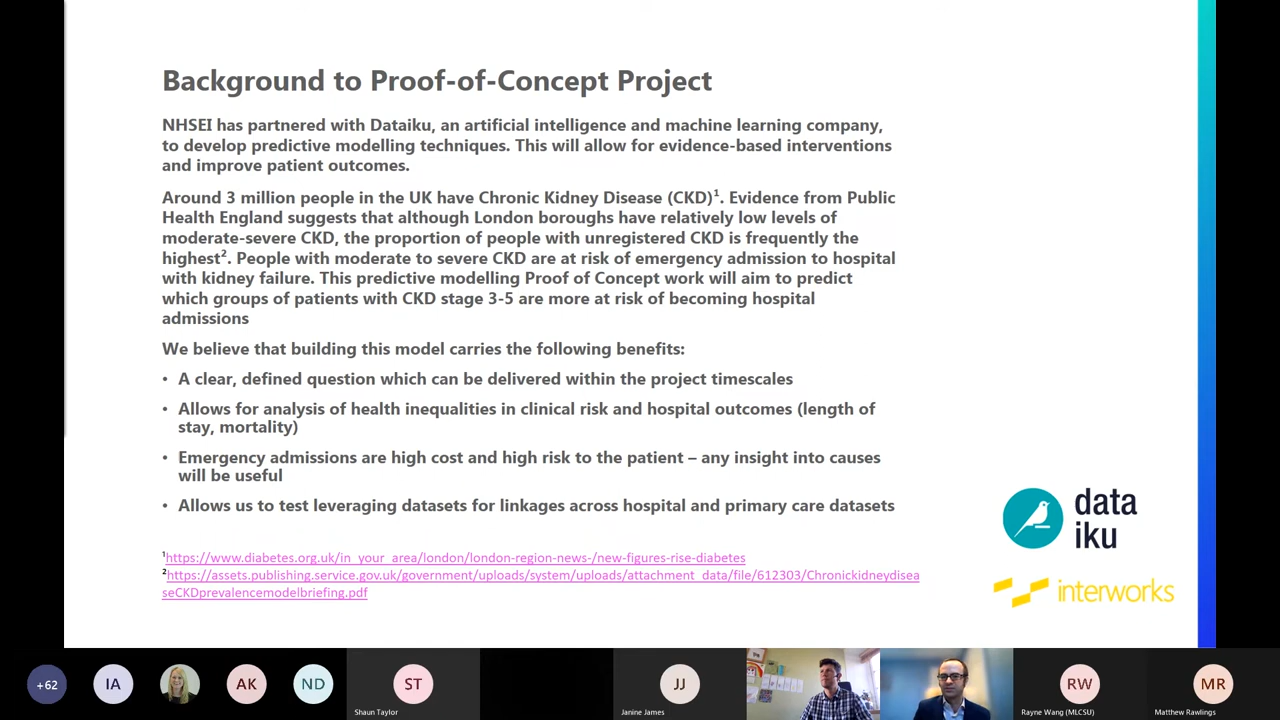 Background to Proof-of-Concept Project
NHSEI has partnered with Dataiku, an artificial intelligence and machine learning company,
to develop predictive modelling techniques. This will allow for evidence-based interventions
and improve patient outcomes.
Around 3 million people in the UK have Chronic Kidney Disease (CKD)¹. Evidence from Public
Health England suggests that although London boroughs have relatively low levels of
moderate-severe CKD, the proportion of people with unregistered CKD is frequently the
highest². People with moderate to severe CKD are at risk of emergency admission to hospital
with kidney failure. This predictive modelling Proof of Concept work will aim to predict
which groups of patients with CKD stage 3-5 are more at risk of becoming hospital
admissions
We believe that building this model carries the following benefits:
• A clear, defined question which can be delivered within the project timescales
• Allows for analysis of health inequalities in clinical risk and hospital outcomes (length of
stay, mortality)
• Emergency admissions are high cost and high risk to the patient – any insight into causes
will be useful
• Allows us to test leveraging datasets for linkages across hospital and primary care datasets
data
iku
¹https://www.diabetes.org.uk/in_your_area/london/london-region-news-/new-figures-rise-diabetes
²https://assets.publishing.service.gov.uk/government/uploads/system/uploads/attachment_data/file/612303/Chronickidneydisea
seCKDprevalencemodelbriefing.pdf
interworks
+62
IA
AK
ND
ST
Shaun Taylor
JJ
Janine James
RW
Rayne Wang (MLCSU)
MR
Matthew Rawlings